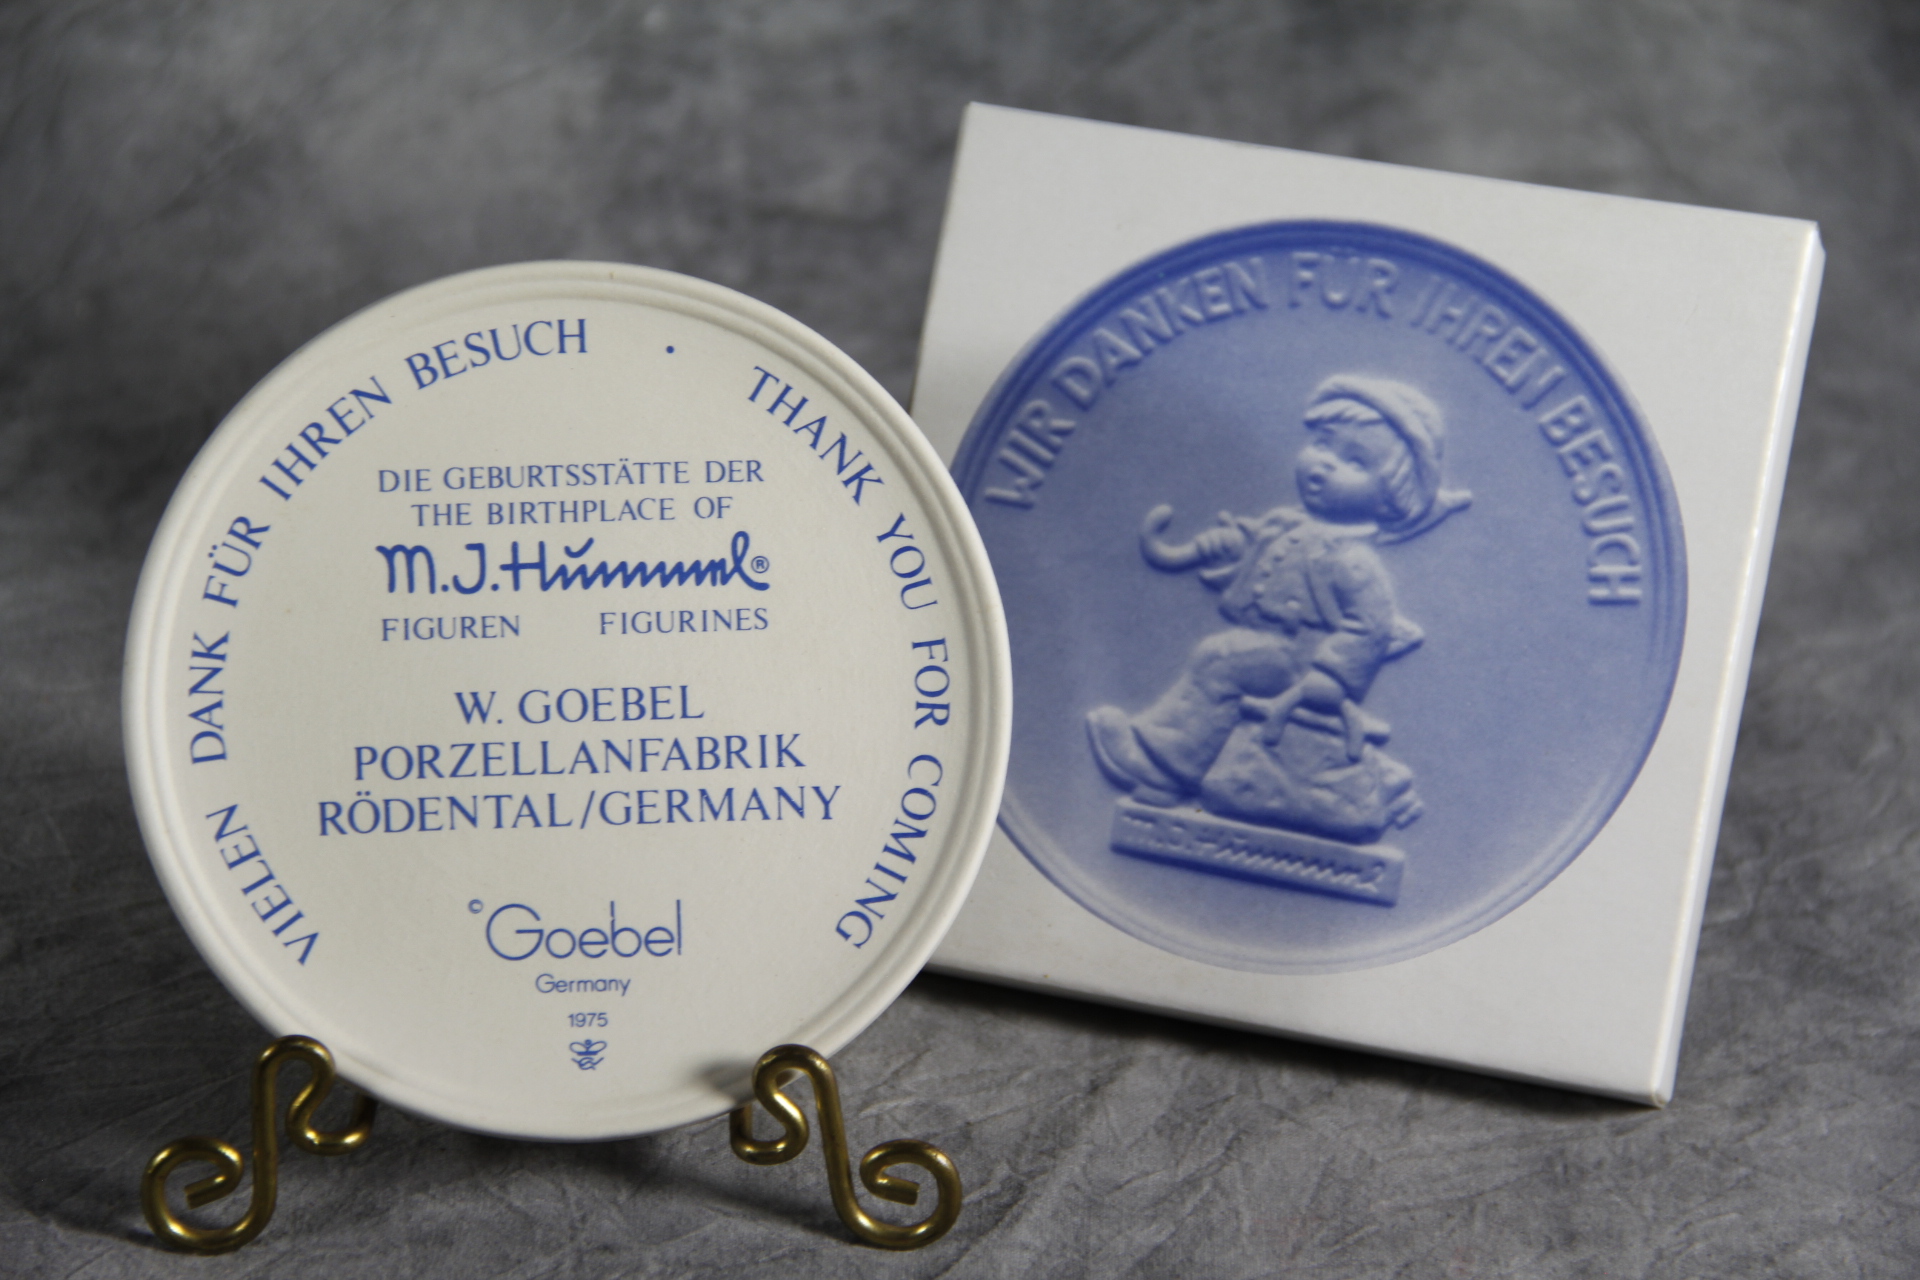 VIELEN DANK FÜR IHREN BESUCH · THANK YOU FOR COMING
DIE GEBURTSSTÄTTE DER
THE BIRTHPLACE OF
M.J.Hummel®
FIGUREN FIGURINES
W. GOEBEL
PORZELLANFABRIK
RÖDENTAL/GERMANY
©Goebel
Germany
1975
WIR DANKEN FÜR IHREN BESUCH
M.J.Hummel